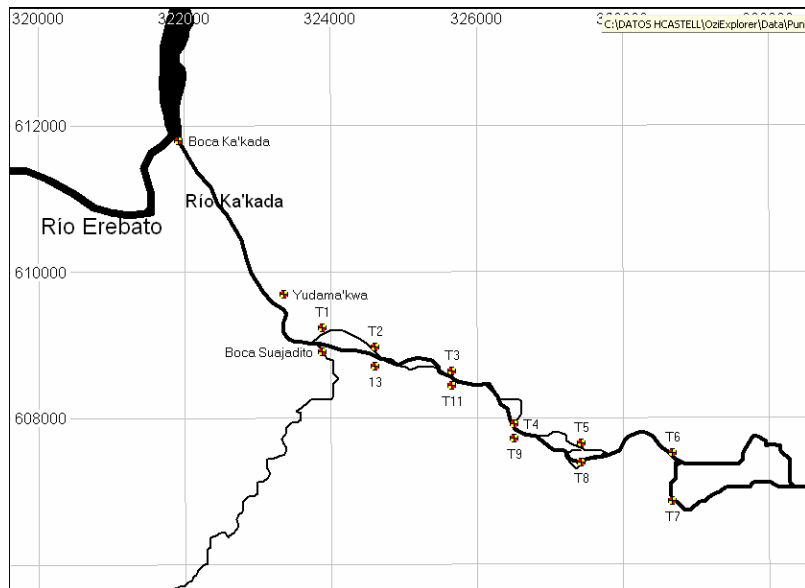 320000 322000 324000 326000
C:\DATOS HCASTELL\OziExplorer\Data\Pun
612000
Boca Ka'kada
Río Ka'kada
Río Erebato
610000
Yudama'kwa
T1
T2
Boca Suajadito
T3
13
T11
608000
T4
T5
T6
T9
T8
T7